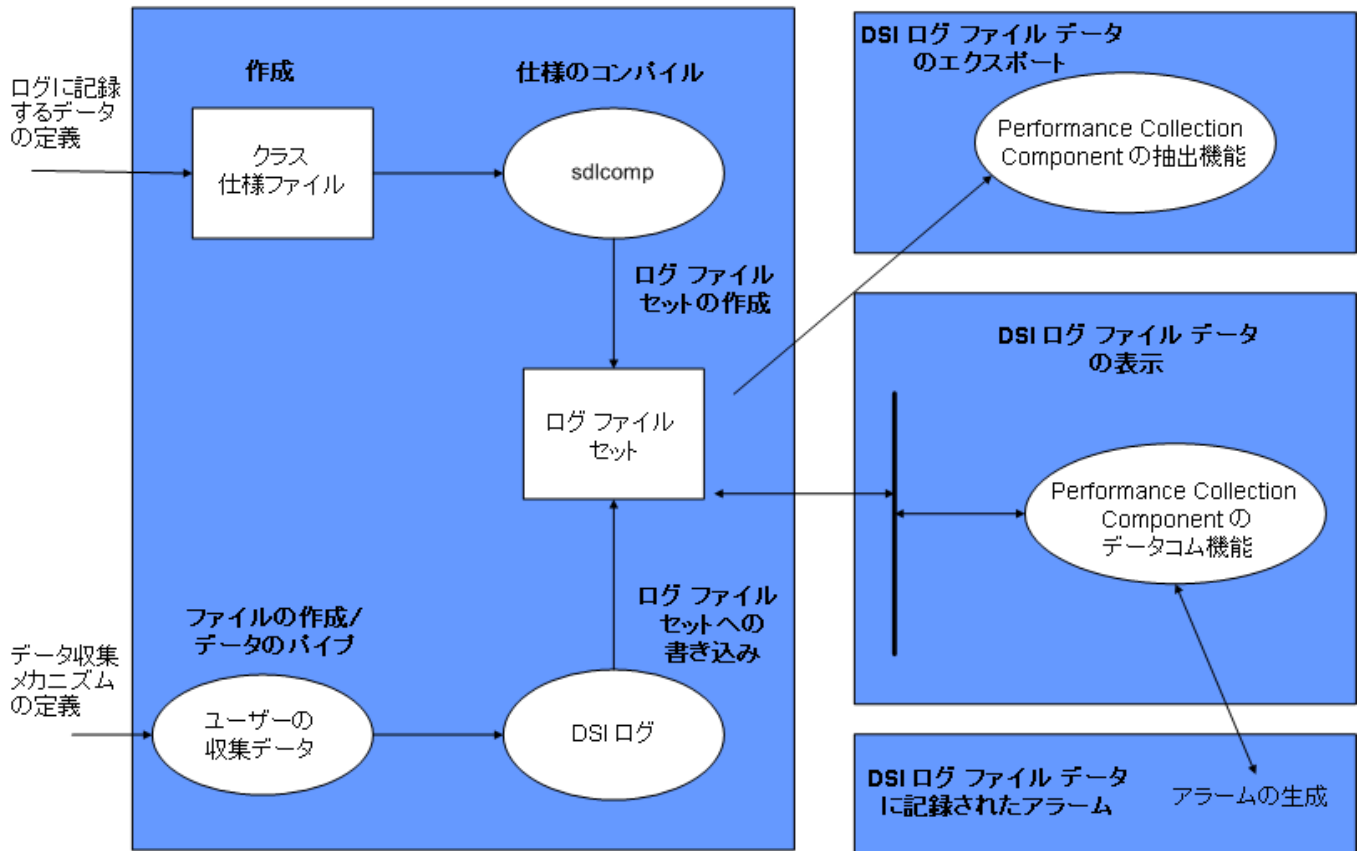 ログに記録
するデータ
の定義
作成
クラス
仕様ファイル
仕様のコンパイル
sdlcomp
ログ ファイル
セットの作成
ログ ファイル
セット
ログ ファイル
セットへの
書き込み
データ収集
メカニズム
の定義
ファイルの作成/
データのパイプ
ユーザーの
収集データ
DSI ログ
DSI ログ ファイル データ
のエクスポート
Performance Collection
Component の抽出機能
DSI ログ ファイル データ
の表示
Performance Collection
Component の
データコム機能
DSI ログ ファイル データ
に記録されたアラーム
アラームの生成